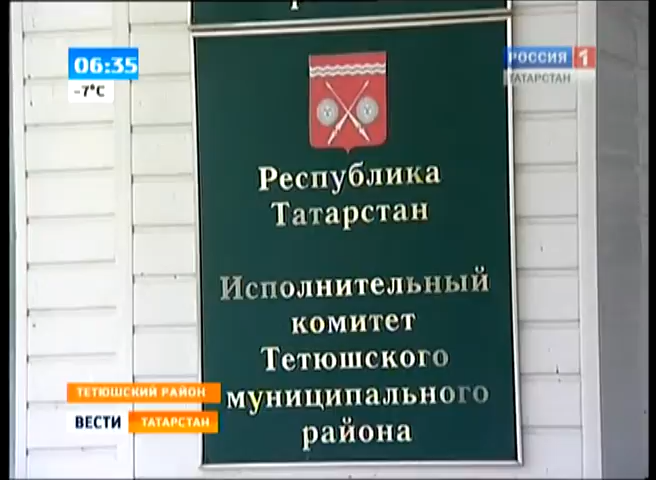 06:35
-7°C
РОССИЯ 1
ТАТАРСТАН
Республика
Татарстан
Исполнительный
комитет
Тетюшского
муниципального
района
ТЕТЮШСКИЙ РАЙОН
ВЕСТИ ТАТАРСТАН